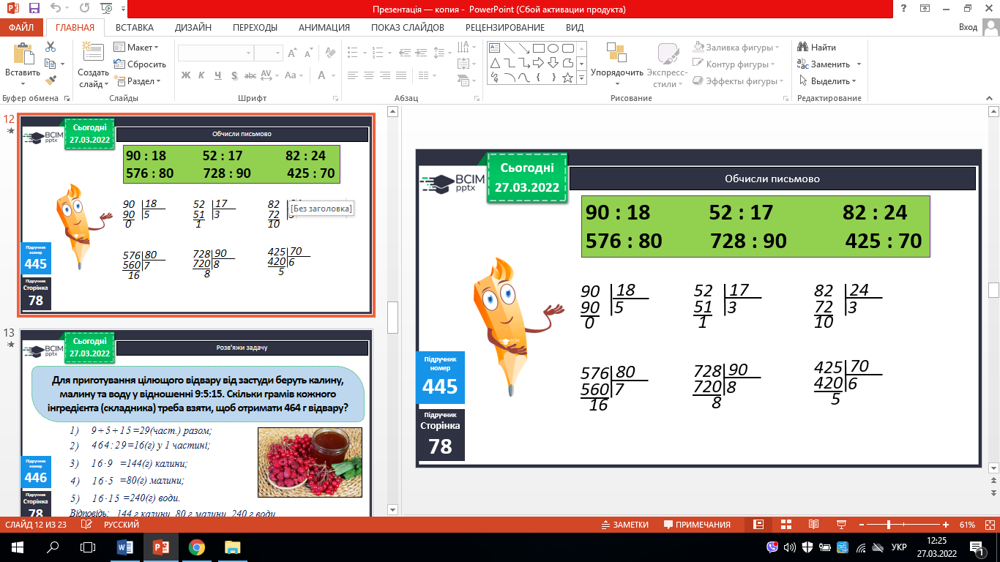 Презентація — копия - PowerPoint (Сбой активации продукта)
ФАЙЛ ГЛАВНАЯ ВСТАВКА ДИЗАЙН ПЕРЕХОДЫ АНИМАЦИЯ ПОКАЗ СЛАЙДОВ РЕЦЕНЗИРОВАНИЕ ВИД Вход
Вставить
Создать слайд
Макет
Сбросить
Раздел
Ж К Ч S abc AV Aa A
Упорядочить
Экспресс-стили
Заливка фигуры
Контур фигуры
Эффекты фигуры
Найти
Заменить
Выделить
Буфер обмена Слайды Шрифт Абзац Рисование Редактирование
12
BCIM pptx
Сьогодні
27.03.2022
Обчисли письмово
90 : 18 52 : 17 82 : 24
576 : 80 728 : 90 425 : 70
90 18 52 17 82
90 5 51 3 72
0 1 10
[Без заголовка]
576 80 728 90 425 70
560 7 720 8 420 6
16 8 5
Підручник номер
445
Підручник
Сторінка
78
13
BCIM pptx
Сьогодні
27.03.2022
Розв'яжи задачу
Для приготування цілющого відвару від застуди беруть калину,
малину та воду у відношенні 9:5:15. Скільки грамів кожного
інгредієнта (складника) треба взяти, щоб отримати 464 г відвару?
1) 9+5+15=29(част.) разом;
2) 464:29=16(г) у 1 частині;
3) 16·9 =144(г) калини;
4) 16·5 =80(г) малини;
5) 16·15 =240(г) води.
Відповідь: 144 г калини, 80 г малини, 240 г води
Підручник номер
446
Підручник
Сторінка
78
BCIM pptx
Сьогодні
27.03.2022
Обчисли письмово
90 : 18 52 : 17 82 : 24
576 : 80 728 : 90 425 : 70
90 18 52 17 82 24
90 5 51 3 72 3
0 1 10
576 80 728 90 425 70
560 7 720 8 420 6
16 8 5
Підручник
номер
445
Підручник
Сторінка
78
СЛАЙД 12 ИЗ 23 РУССКИЙ ЗАМЕТКИ ПРИМЕЧАНИЯ 61%
УКР
12:25
27.03.2022
1